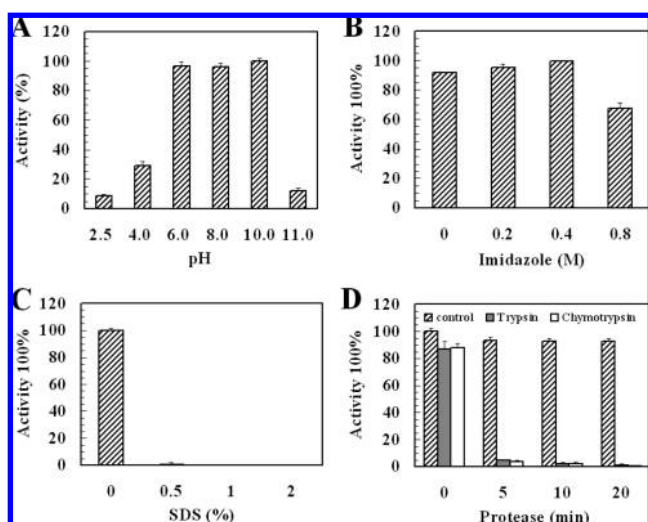 A
Activity (%)
120
100
80
60
40
20
0
2.5 4.0 6.0 8.0 10.0 11.0
pH
B
Activity 100%
120
100
80
60
40
20
0
0 0.2 0.4 0.8
Imidazole (M)
C
Activity 100%
120
100
80
60
40
20
0
0 0.5 1 2
SDS (%)
D
Activity 100%
120
100
80
60
40
20
0
control Trypsin Chymotrypsin
0 5 10 20
Protease (min)